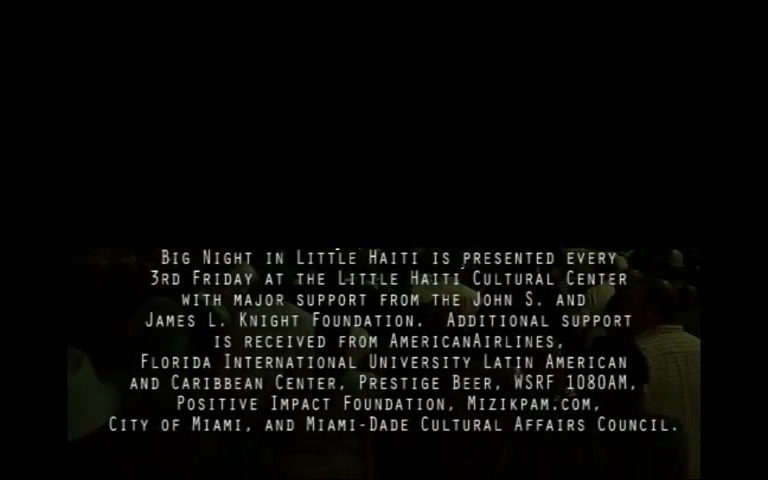 Big Night in Little Haiti is presented every
3rd Friday at the Little Haiti Cultural Center
with major support from the John S. and
James L. Knight Foundation. Additional support
is received from AmericanAirlines,
Florida International University Latin American
and Caribbean Center, Prestige Beer, WSRF 1080AM,
Positive Impact Foundation, Mizikpam.com,
City of Miami, and Miami-Dade Cultural Affairs Council.